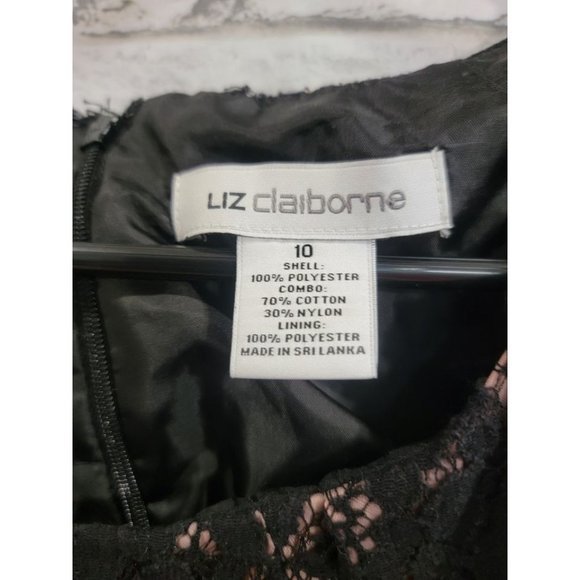 LIZ claiborne
10
SHELL:
100% POLYESTER
COMBO:
70% COTTON
30% NYLON
LINING:
100% POLYESTER
MADE IN SRI LANKA